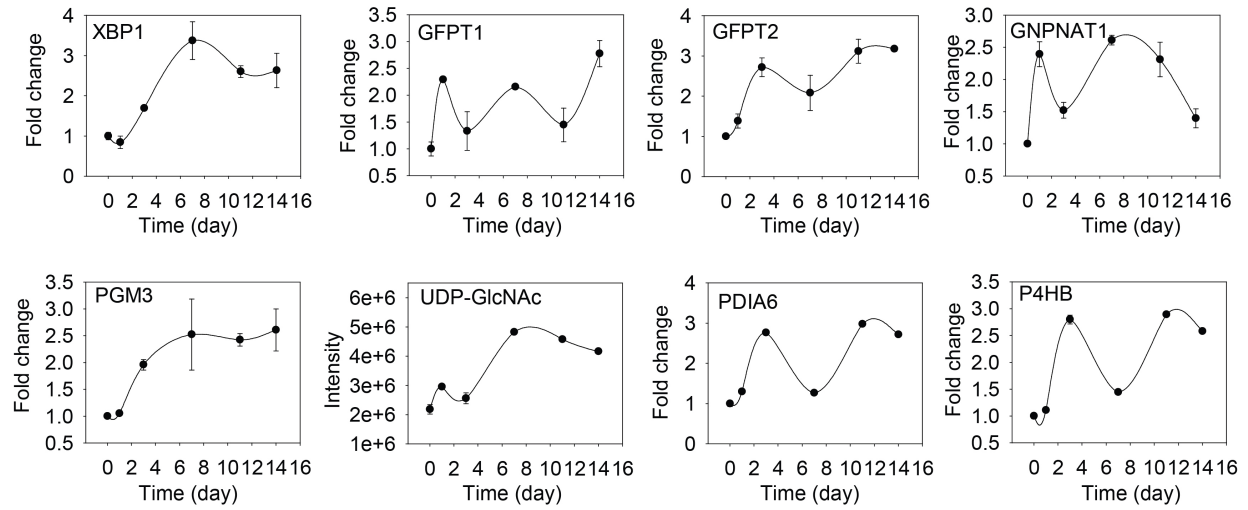 XBP1
Fold change
4
3
2
1
0
0 2 4 6 8 10 12 14 16
Time (day)
GFPT1
Fold change
3.5
3.0
2.5
2.0
1.5
1.0
0.5
0 2 4 6 8 10 12 14 16
Time (day)
GFPT2
Fold change
4
3
2
1
0
0 2 4 6 8 10 12 14 16
Time (day)
GNPNAT1
Fold change
3.0
2.5
2.0
1.5
1.0
0.5
0 2 4 6 8 10 12 14 16
Time (day)
PGM3
Fold change
3.5
3.0
2.5
2.0
1.5
1.0
0.5
0 2 4 6 8 10 12 14 16
Time (day)
UDP-GlcNAc
Intensity
6e+6
5e+6
4e+6
3e+6
2e+6
1e+6
0 2 4 6 8 10 12 14 16
Time (day)
PDIA6
Fold change
4
3
2
1
0
0 2 4 6 8 10 12 14 16
Time (day)
P4HB
Fold change
3.5
3.0
2.5
2.0
1.5
1.0
0.5
0 2 4 6 8 10 12 14 16
Time (day)